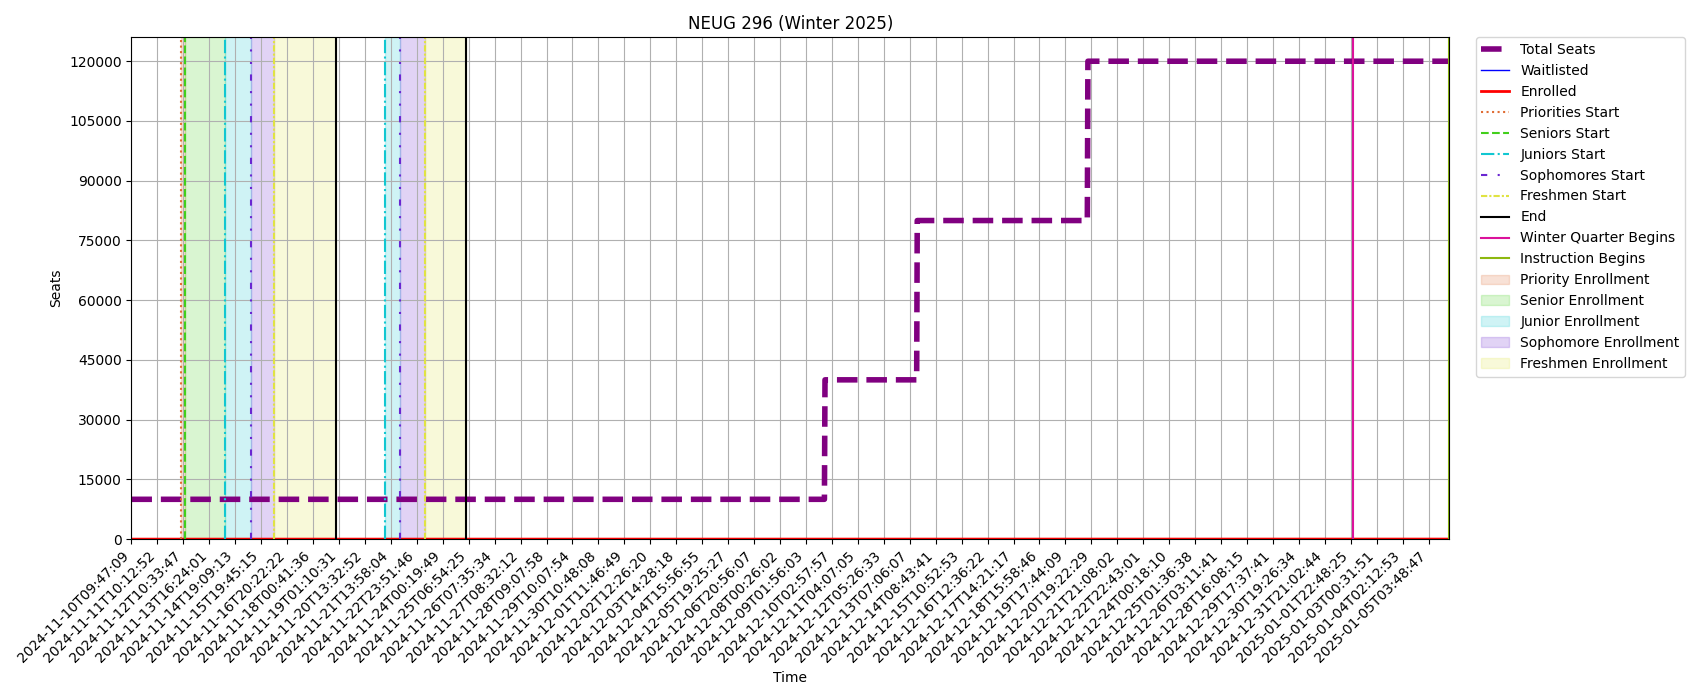 NEUG 296 (Winter 2025)
Seats
120000
105000
90000
75000
60000
45000
30000
15000
0
2024-11-10T09:47:09
2024-11-11T10:12:52
2024-11-12T10:33:47
2024-11-13T16:24:01
2024-11-14T19:09:13
2024-11-15T19:45:15
2024-11-16T20:22:22
2024-11-18T00:41:36
2024-11-19T01:10:31
2024-11-20T13:32:52
2024-11-21T13:58:04
2024-11-22T23:51:46
2024-11-24T00:19:49
2024-11-25T06:54:25
2024-11-26T07:35:34
2024-11-27T08:32:12
2024-11-28T09:07:58
2024-11-29T10:07:54
2024-11-30T10:48:08
2024-12-01T11:46:49
2024-12-02T12:26:20
2024-12-03T14:28:18
2024-12-04T15:56:55
2024-12-05T19:25:27
2024-12-06T20:56:07
2024-12-08T00:26:02
2024-12-09T01:56:03
2024-12-10T02:57:57
2024-12-11T04:07:05
2024-12-12T05:26:33
2024-12-13T07:06:07
2024-12-14T08:43:41
2024-12-15T10:52:53
2024-12-16T12:36:22
2024-12-17T14:21:17
2024-12-18T15:58:46
2024-12-19T17:44:09
2024-12-20T19:22:29
2024-12-21T21:08:02
2024-12-22T22:43:01
2024-12-24T00:18:10
2024-12-25T01:36:38
2024-12-26T03:11:41
2024-12-28T16:08:15
2024-12-29T17:37:41
2024-12-30T19:26:34
2024-12-31T21:02:44
2025-01-01T22:48:25
2025-01-03T00:31:51
2025-01-04T02:12:53
2025-01-05T03:48:47
Time
Total Seats
Waitlisted
Enrolled
Priorities Start
Seniors Start
Juniors Start
Sophomores Start
Freshmen Start
End
Winter Quarter Begins
Instruction Begins
Priority Enrollment
Senior Enrollment
Junior Enrollment
Sophomore Enrollment
Freshmen Enrollment